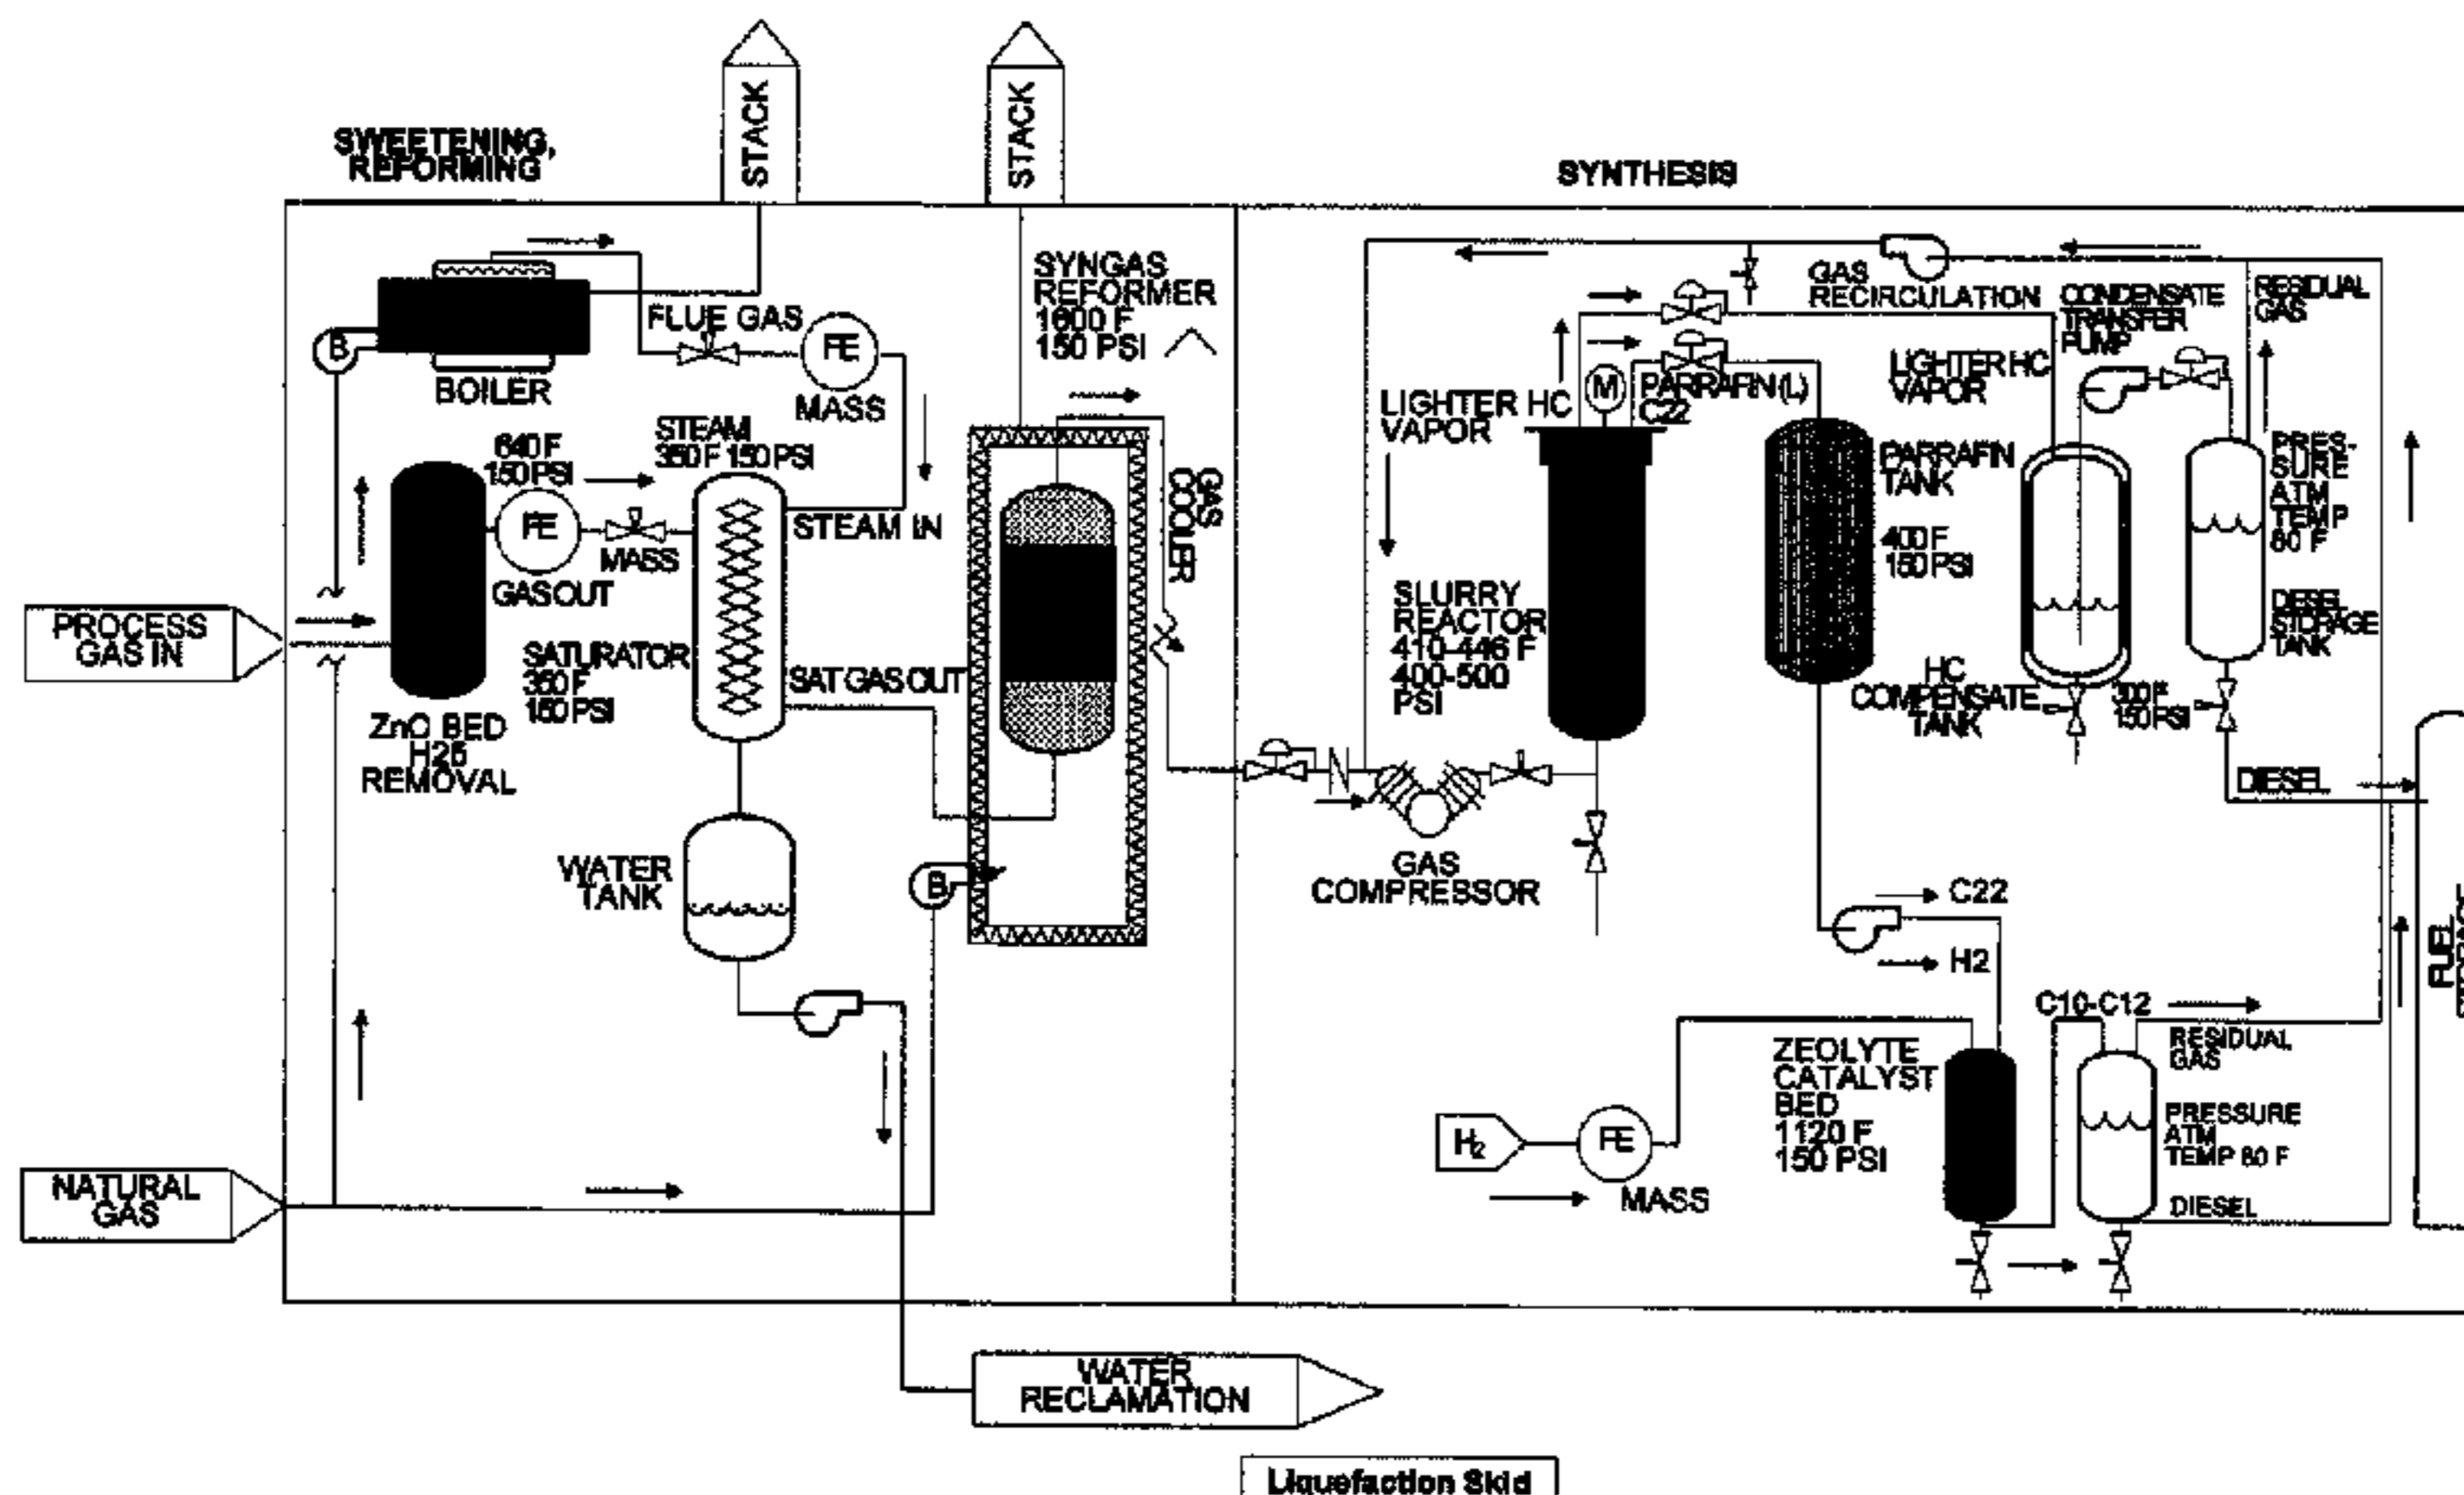 STACK
STACK
SWEETENING,
REFORMING
SYNTHESIS
SYNGAS
REFORMER
1600 F
150 PSI
GAS
RECIRCULATION
CONDENSATE
TRANSFER
PUMP
RESIDUAL
GAS
FLUE GAS
FE
MASS
B
BOILER
LIGHTER HC
VAPOR
M
PARRAFIN (L)
C22
LIGHTER HC
VAPOR
640 F
150 PSI
STEAM
350 F 150 PSI
FE
MASS
GAS OUT
STEAM IN
GAS
COOLER
PARRAFIN
TANK
400 F
150 PSI
PRES-
SURE
ATM
TEMP
80 F
DIESEL
STORAGE
TANK
PROCESS
GAS IN
SATURATOR
350 F
150 PSI
SAT GAS OUT
SLURRY
REACTOR
410-446 F
400-500
PSI
HC
COMPENSATE
TANK
300 F
150 PSI
ZnO BED
H2S
REMOVAL
DIESEL
WATER
TANK
B
GAS
COMPRESSOR
C22
H2
FUEL
C10-C12
RESIDUAL
GAS
ZEOLYTE
CATALYST
BED
1120 F
150 PSI
PRESSURE
ATM
TEMP 80 F
DIESEL
H2
FE
MASS
NATURAL
GAS
WATER
RECLAMATION
Liquefaction Skid